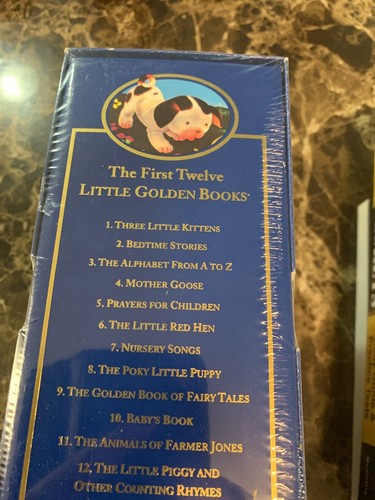 The First Twelve
LITTLE GOLDEN BOOKS®
1. THREE LITTLE KITTENS
2. BEDTIME STORIES
3. THE ALPHABET FROM A TO Z
4. MOTHER GOOSE
5. PRAYERS FOR CHILDREN
6. THE LITTLE RED HEN
7. NURSERY SONGS
8. THE POKY LITTLE PUPPY
9. THE GOLDEN BOOK OF FAIRY TALES
10. BABY'S BOOK
11. THE ANIMALS OF FARMER JONES
12. THE LITTLE PIGGY AND
OTHER COUNTING RHYMES